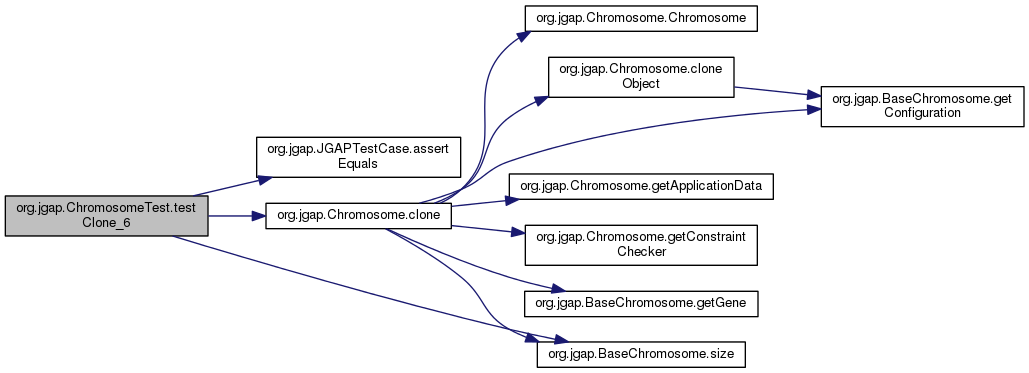 org.jgap.ChromosomeTest.test
Clone_6
org.jgap.JGAPTestCase.assert
Equals
org.jgap.Chromosome.clone
org.jgap.Chromosome.Chromosome
org.jgap.Chromosome.clone
Object
org.jgap.BaseChromosome.get
Configuration
org.jgap.Chromosome.getApplicationData
org.jgap.Chromosome.getConstraint
Checker
org.jgap.BaseChromosome.getGene
org.jgap.BaseChromosome.size